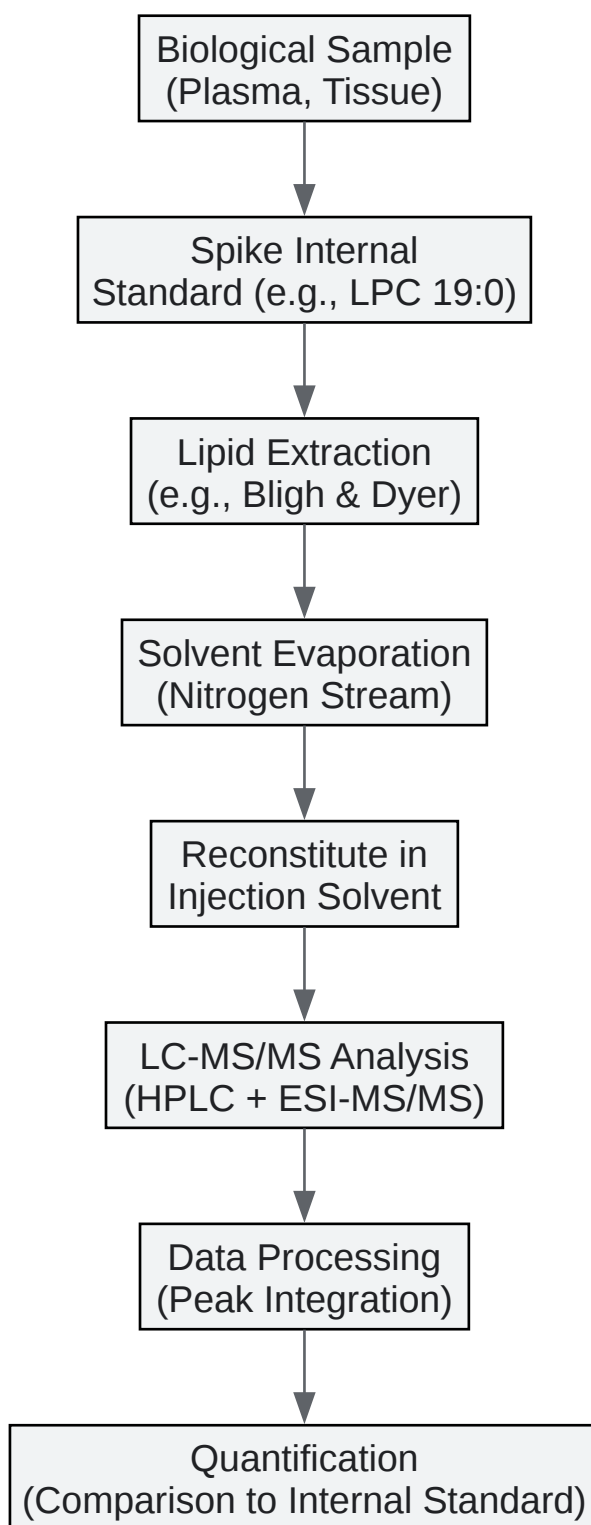 Biological Sample
(Plasma, Tissue)
Spike Internal
Standard (e.g., LPC 19:0)
Lipid Extraction
(e.g., Bligh & Dyer)
Solvent Evaporation
(Nitrogen Stream)
Reconstitute in
Injection Solvent
LC-MS/MS Analysis
(HPLC + ESI-MS/MS)
Data Processing
(Peak Integration)
Quantification
(Comparison to Internal Standard)